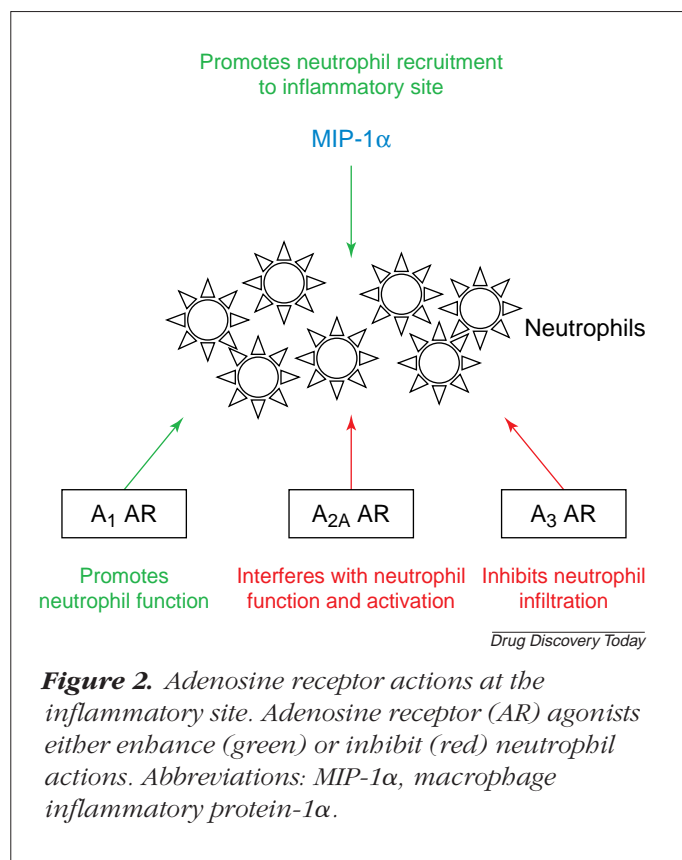 Promotes neutrophil recruitment
to inflammatory site
MIP-1α
Neutrophils
A1 AR
A2A AR
A3 AR
Promotes
neutrophil function
Interferes with neutrophil
function and activation
Inhibits neutrophil
infiltration
Drug Discovery Today
Figure 2. Adenosine receptor actions at the
inflammatory site. Adenosine receptor (AR) agonists
either enhance (green) or inhibit (red) neutrophil
actions. Abbreviations: MIP-1α, macrophage
inflammatory protein-1α.